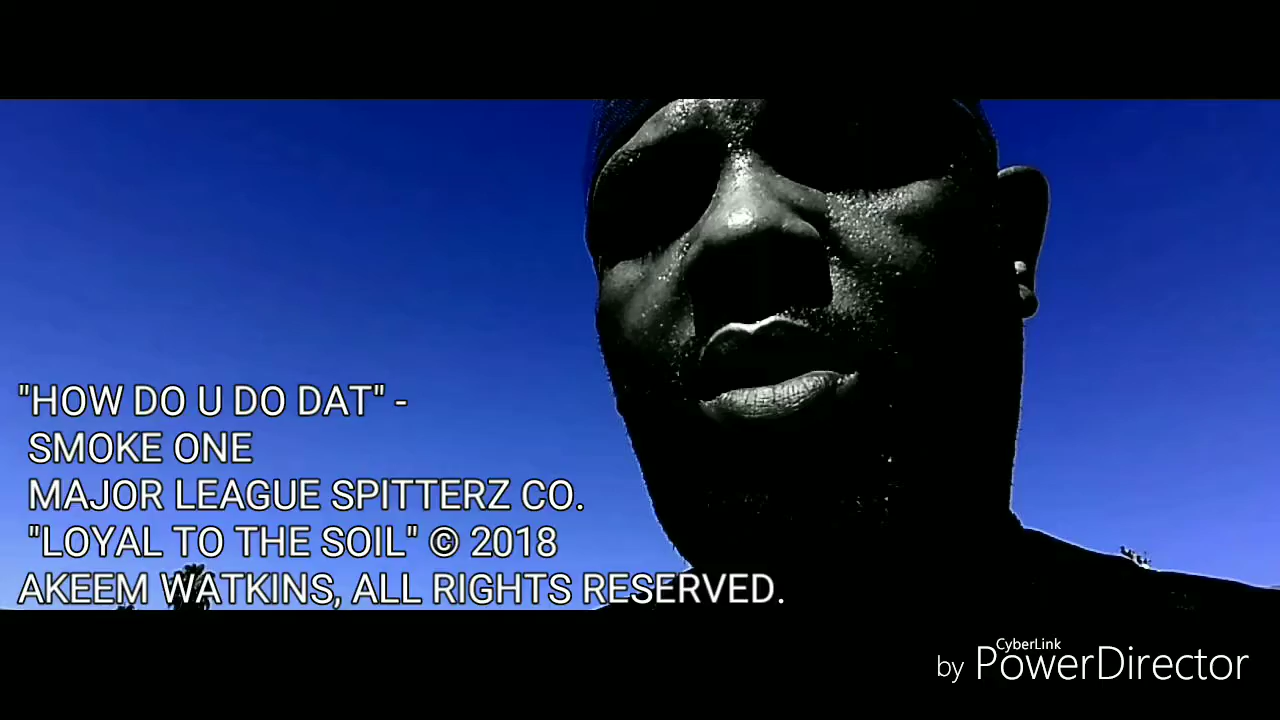 "HOW DO U DO DAT" -
SMOKE ONE
MAJOR LEAGUE SPITTERZ CO.
"LOYAL TO THE SOIL" © 2018
AKEEM WATKINS, ALL RIGHTS RESERVED.
CyberLink
by PowerDirector